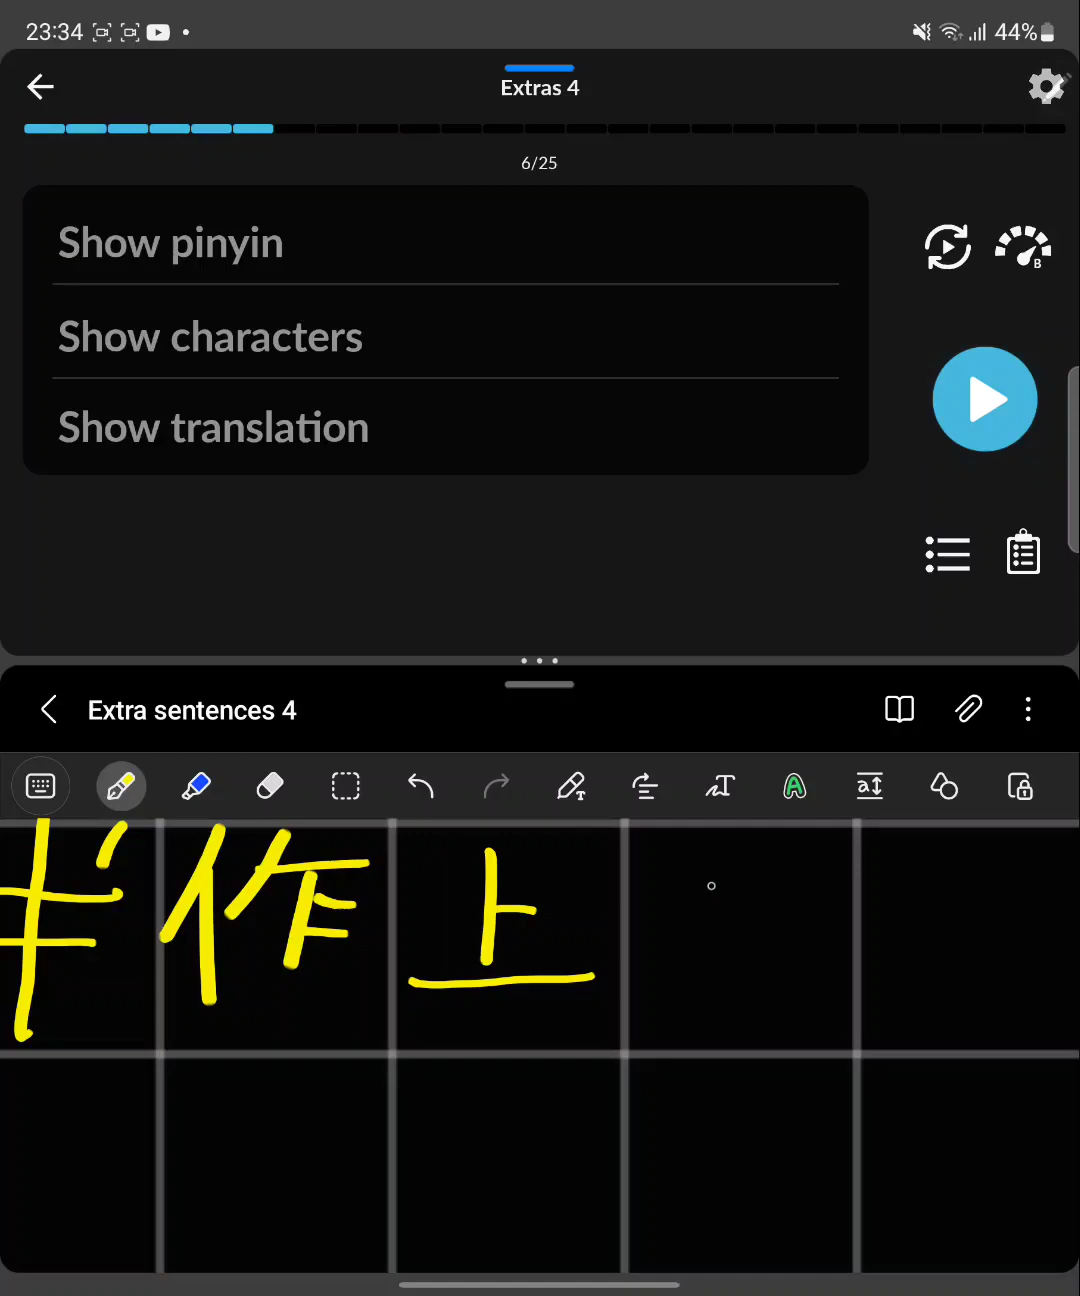 23:34 44%
Extras 4
6/25
Show pinyin
B
Show characters
Show translation
Extra sentences 4
T T A a
作上